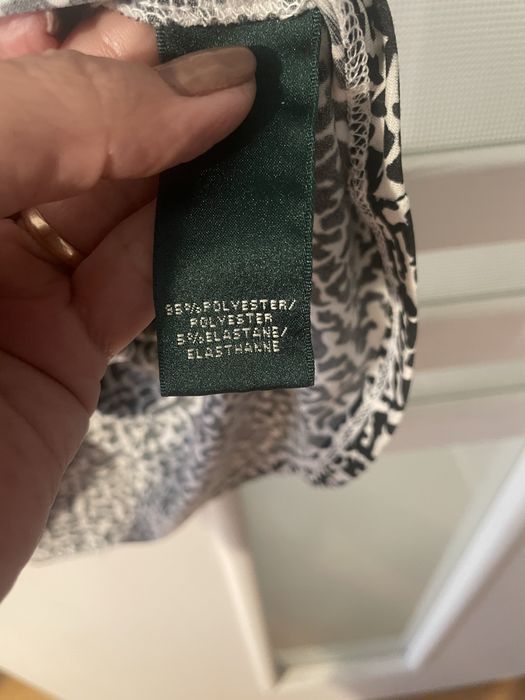 95%POLYESTER/
POLYESTER
5%ELASTANE/
ELASTHANNE